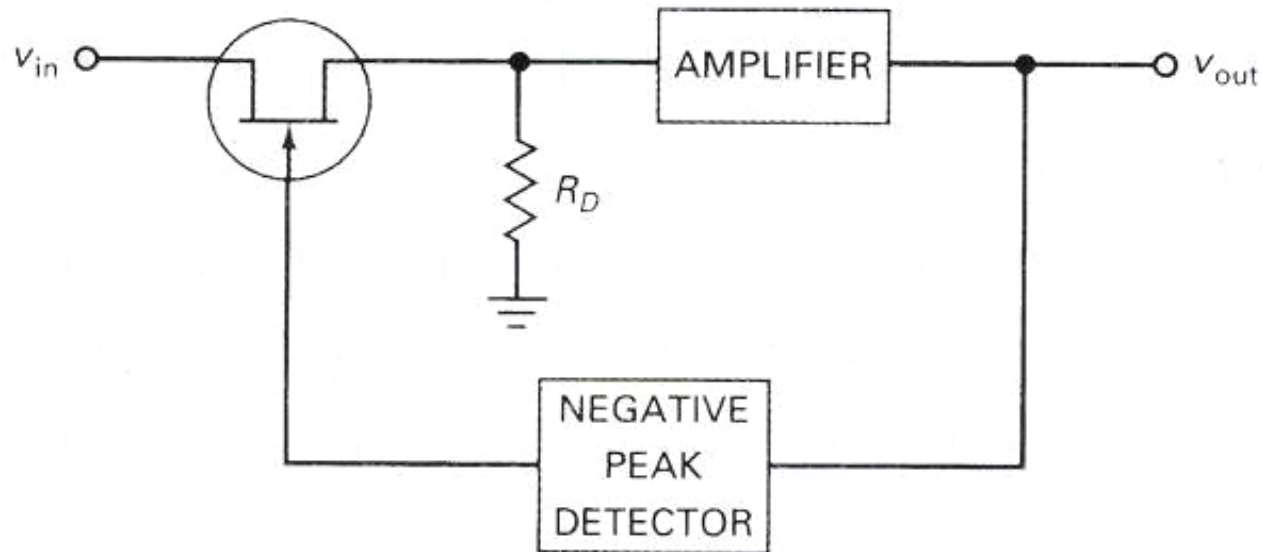 v_in
AMPLIFIER
v_out
R_D
NEGATIVE
PEAK
DETECTOR